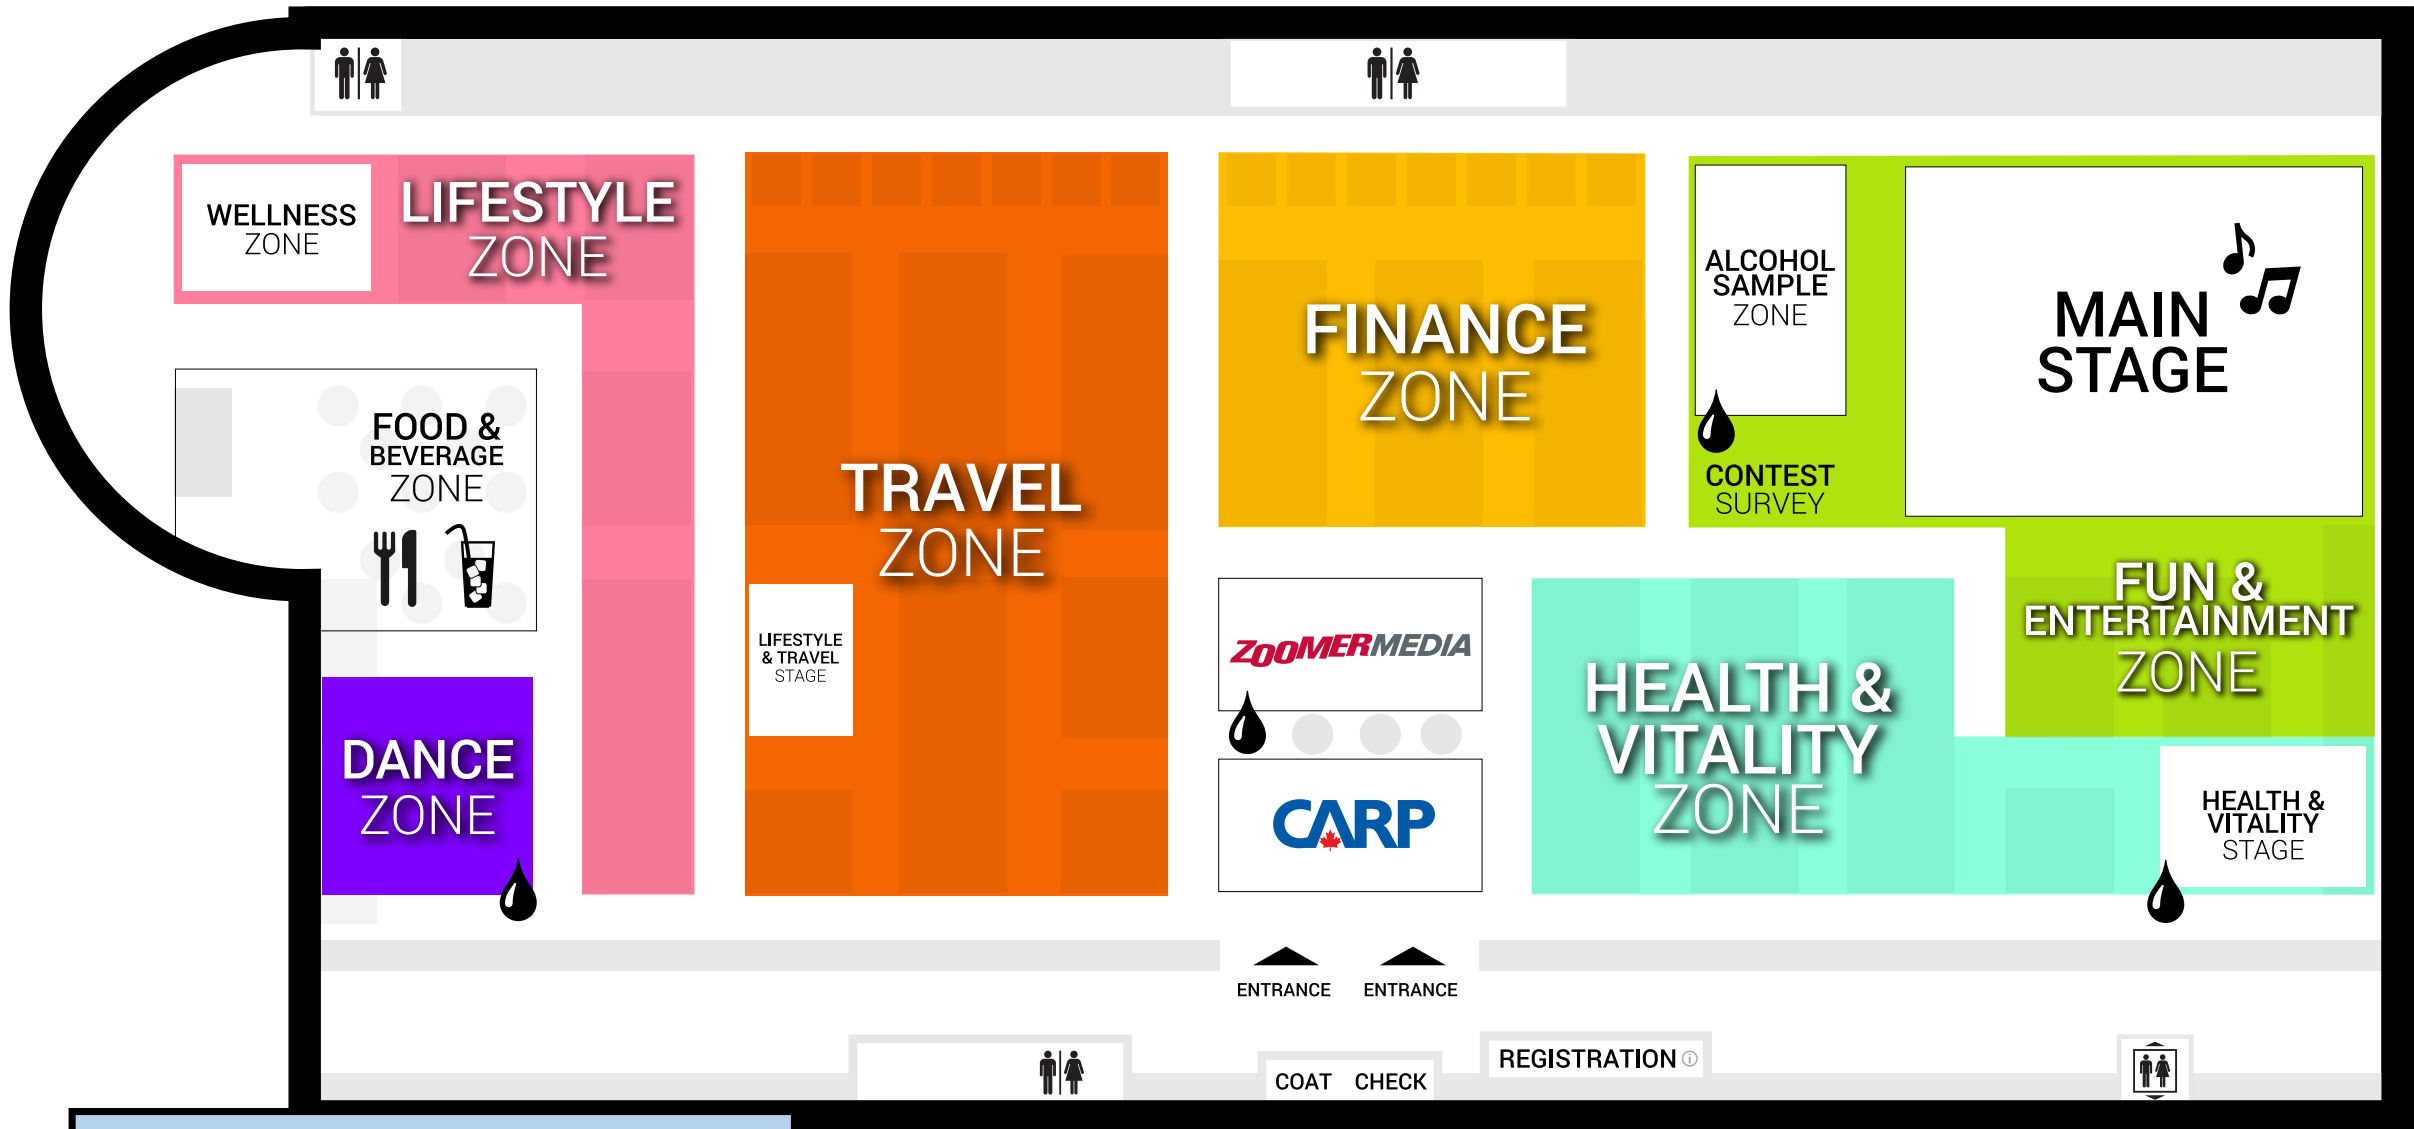 WELLNESS
ZONE
LIFESTYLE
ZONE
FOOD &
BEVERAGE
ZONE
DANCE
ZONE
TRAVEL
ZONE
LIFESTYLE
& TRAVEL
STAGE
FINANCE
ZONE
ZOOMERMEDIA
CARP
ALCOHOL
SAMPLE
ZONE
CONTEST
SURVEY
MAIN
STAGE
FUN &
ENTERTAINMENT
ZONE
HEALTH &
VITALITY
ZONE
HEALTH &
VITALITY
STAGE
ENTRANCE ENTRANCE
COAT CHECK
REGISTRATION i